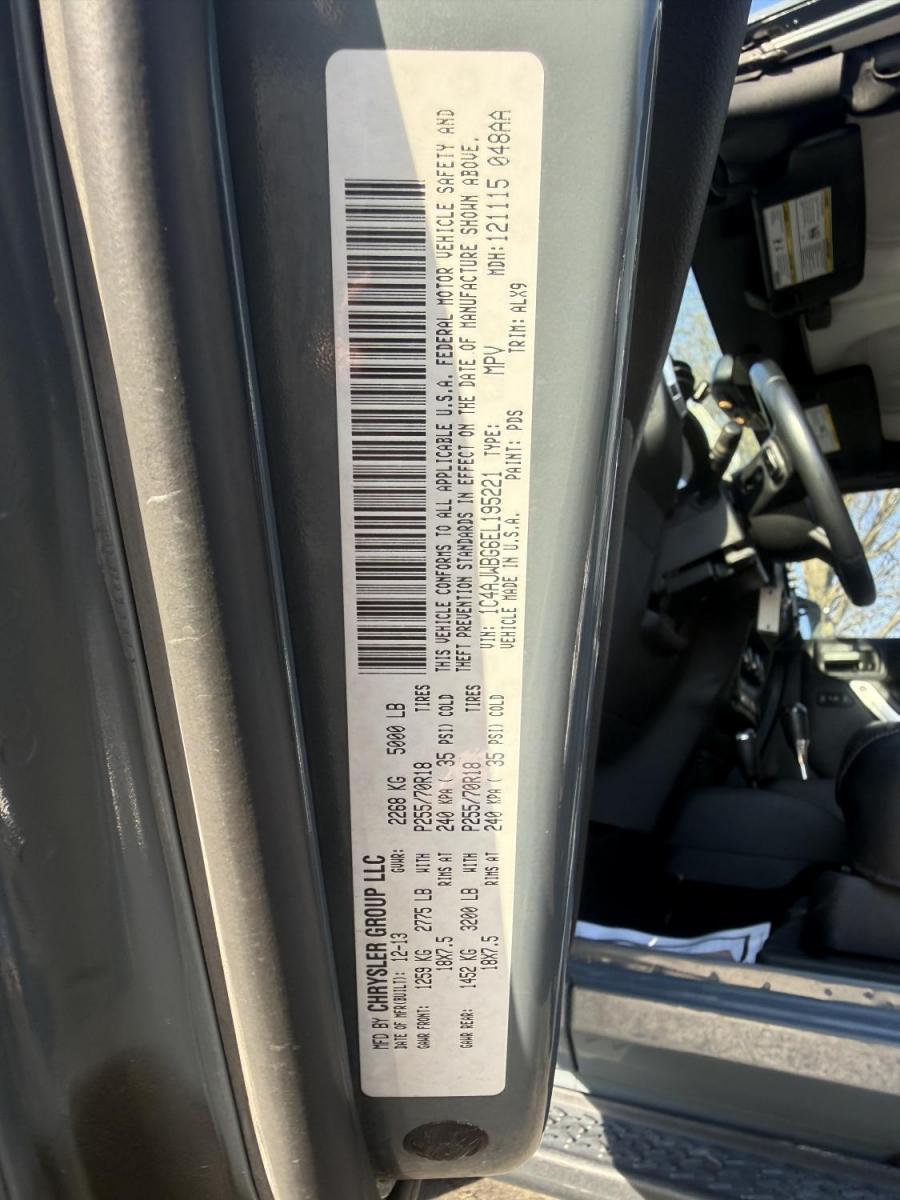 MFD BY CHRYSLER GROUP LLC
DATE OF MFR(BUILT): 12-13 GVWR: 2268 KG 5000 LB
GAWR FRONT: 1259 KG 2775 LB WITH P255/70R18 TIRES
18X7.5 RIMS AT 240 KPA ( 35 PSI) COLD
GAWR REAR: 1452 KG 3200 LB WITH P255/70R18 TIRES
18X7.5 RIMS AT 240 KPA ( 35 PSI) COLD
THIS VEHICLE CONFORMS TO ALL APPLICABLE U.S.A. FEDERAL MOTOR VEHICLE SAFETY AND
THEFT PREVENTION STANDARDS IN EFFECT ON THE DATE OF MANUFACTURE SHOWN ABOVE.
VIN: 1C4AJWBG6EL195221 TYPE: MPV MDH: 121115 048AA
VEHICLE MADE IN U.S.A. PAINT: PDS TRIM: ALX9